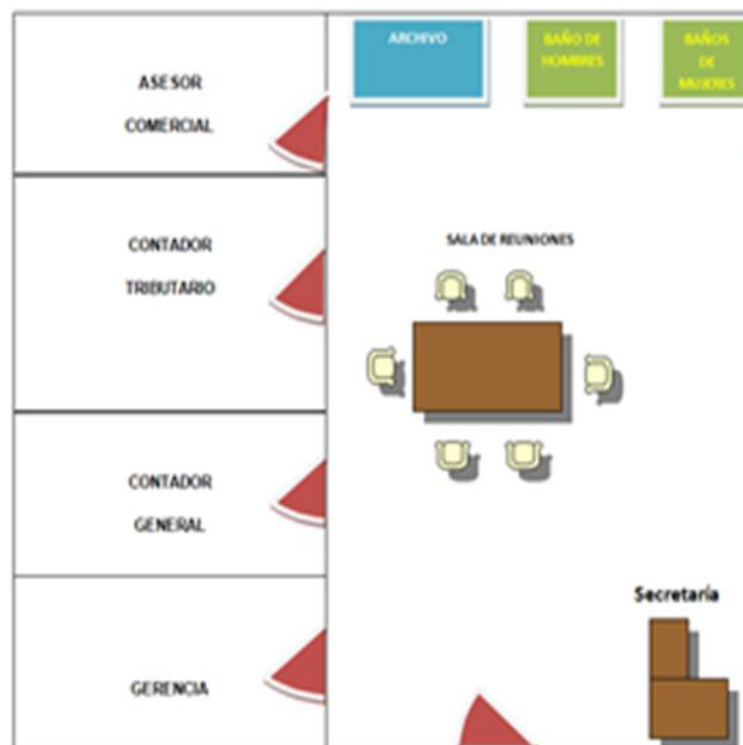 ASESOR
COMERCIAL
CONTADOR
TRIBUTARIO
CONTADOR
GENERAL
GERENCIA
ARCHIVO
BAÑO DE
HOMBRES
BAÑOS
DE
MUJERES
SALA DE REUNIONES
Secretaría